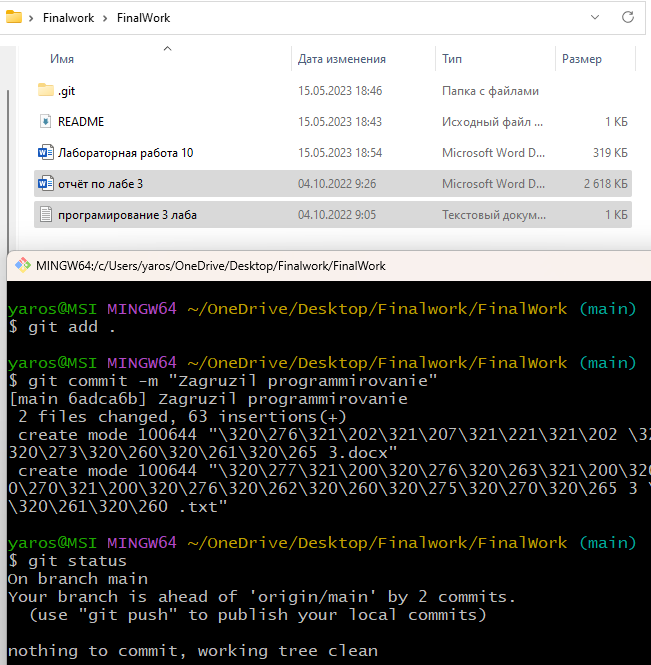 Finalwork > FinalWork
Имя Дата изменения Тип Размер
.git 15.05.2023 18:46 Папка с файлами
README 15.05.2023 18:43 Исходный файл ... 1 КБ
Лабораторная работа 10 15.05.2023 18:54 Microsoft Word D... 319 КБ
отчёт по лабе 3 04.10.2022 9:26 Microsoft Word D... 2 618 КБ
програмирование 3 лаба 04.10.2022 9:05 Текстовый докум... 1 КБ
MINGW64:/c/Users/yaros/OneDrive/Desktop/Finalwork/FinalWork
yaros@MSI MINGW64 ~/OneDrive/Desktop/Finalwork/FinalWork (main)
$ git add .
yaros@MSI MINGW64 ~/OneDrive/Desktop/Finalwork/FinalWork (main)
$ git commit -m "Zagruzil programmirovanie"
[main 6adca6b] Zagruzil programmirovanie
2 files changed, 63 insertions(+)
create mode 100644 "\320\276\321\202\321\207\321\221\321\202 \32
320\273\320\260\320\261\320\265 3.docx"
create mode 100644 "\320\277\321\200\320\276\320\263\321\200\320
0\270\321\200\320\276\320\262\320\260\320\275\320\270\320\265 3 \
\320\261\320\260 .txt"
yaros@MSI MINGW64 ~/OneDrive/Desktop/Finalwork/FinalWork (main)
$ git status
On branch main
Your branch is ahead of 'origin/main' by 2 commits.
(use "git push" to publish your local commits)
nothing to commit, working tree clean